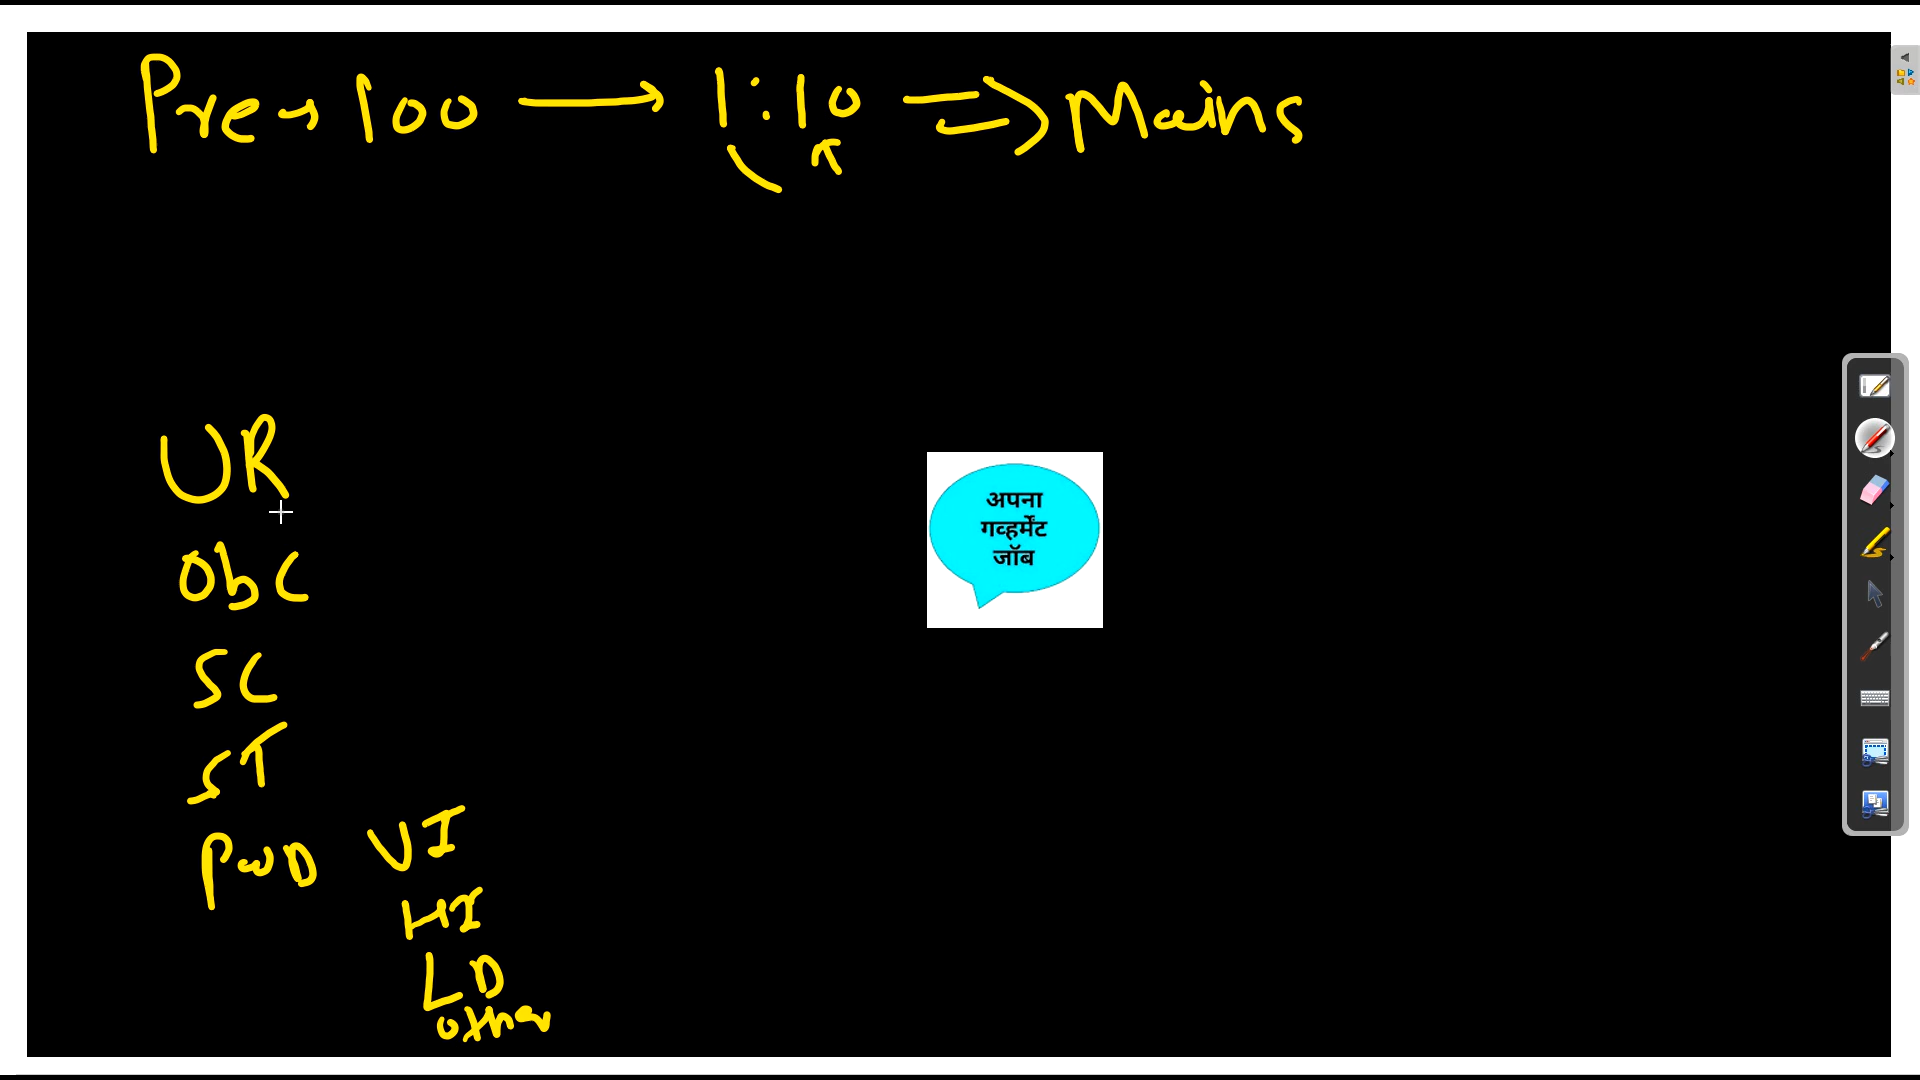 Pre → 100 → 1:10 ⇒ Mains
UR
ObC
SC
ST
PwD VI
HI
LD
other
अपना
गव्हर्मेंट
जॉब